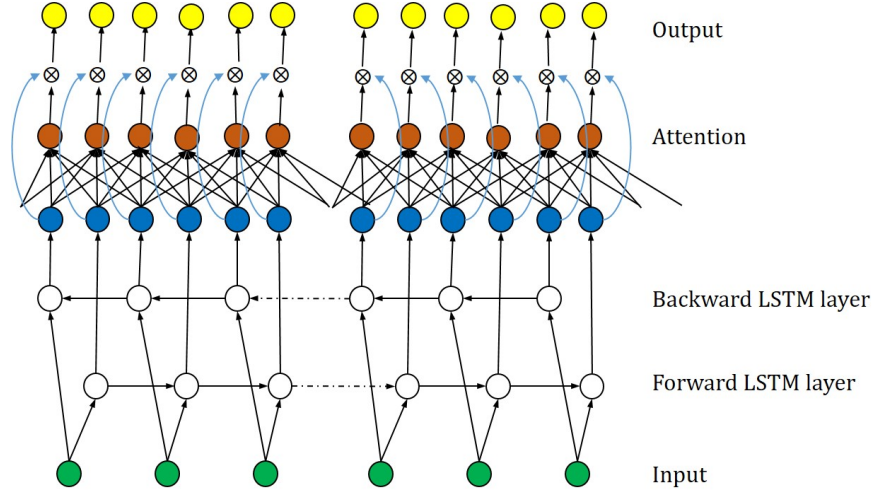 Output
Attention
Backward LSTM layer
Forward LSTM layer
Input